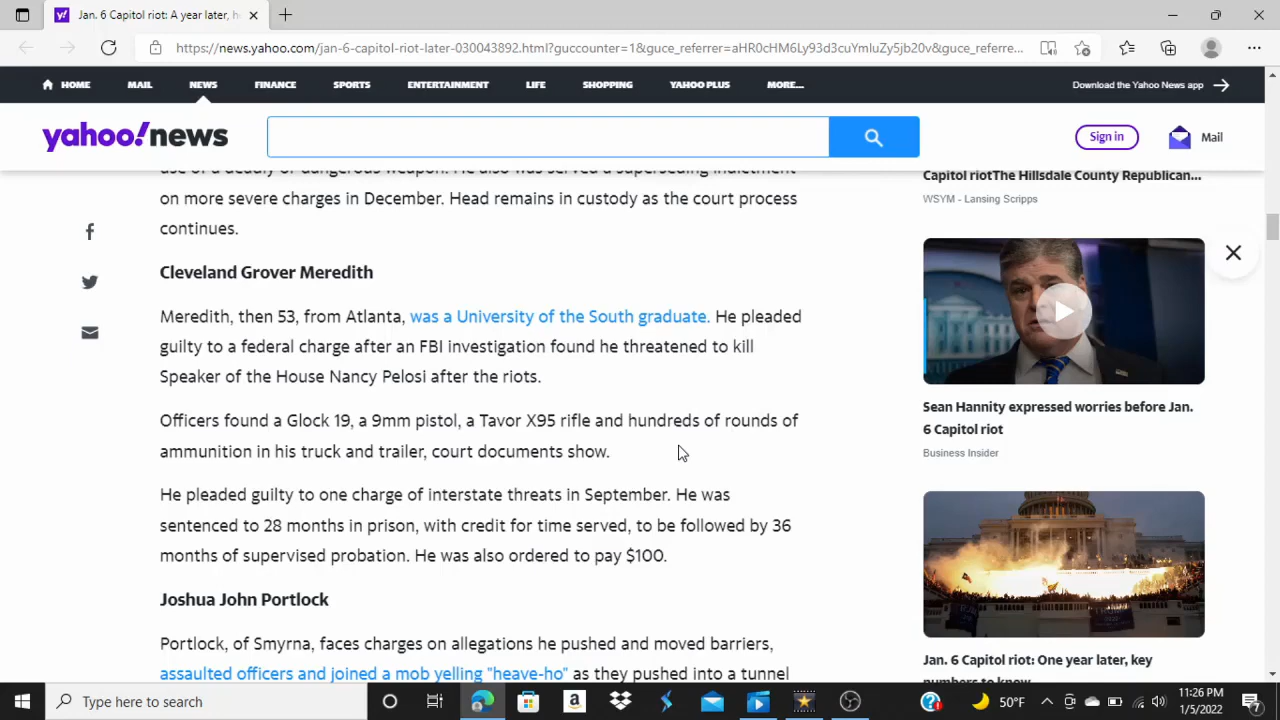 Jan. 6 Capitol riot: A year later, h
https://news.yahoo.com/jan-6-capitol-riot-later-030043892.html?guccounter=1&guce_referrer=aHR0cHM6Ly93d3cuYmluZy5jb20v&guce_referre...
HOME MAIL NEWS FINANCE SPORTS ENTERTAINMENT LIFE SHOPPING YAHOO PLUS MORE... Download the Yahoo News app
yahoo!news Sign in Mail
use of a deadly or dangerous weapon. He also was served a superseding indictment
on more severe charges in December. Head remains in custody as the court process
continues.
Cleveland Grover Meredith
Meredith, then 53, from Atlanta, was a University of the South graduate. He pleaded
guilty to a federal charge after an FBI investigation found he threatened to kill
Speaker of the House Nancy Pelosi after the riots.
Officers found a Glock 19, a 9mm pistol, a Tavor X95 rifle and hundreds of rounds of
ammunition in his truck and trailer, court documents show.
He pleaded guilty to one charge of interstate threats in September. He was
sentenced to 28 months in prison, with credit for time served, to be followed by 36
months of supervised probation. He was also ordered to pay $100.
Joshua John Portlock
Portlock, of Smyrna, faces charges on allegations he pushed and moved barriers,
assaulted officers and joined a mob yelling "heave-ho" as they pushed into a tunnel
Capitol riotThe Hillsdale County Republican...
WSYM - Lansing Scripps
Sean Hannity expressed worries before Jan.
6 Capitol riot
Business Insider
Jan. 6 Capitol riot: One year later, key
numbers to know
Type here to search
50°F
11:26 PM
1/5/2022
7